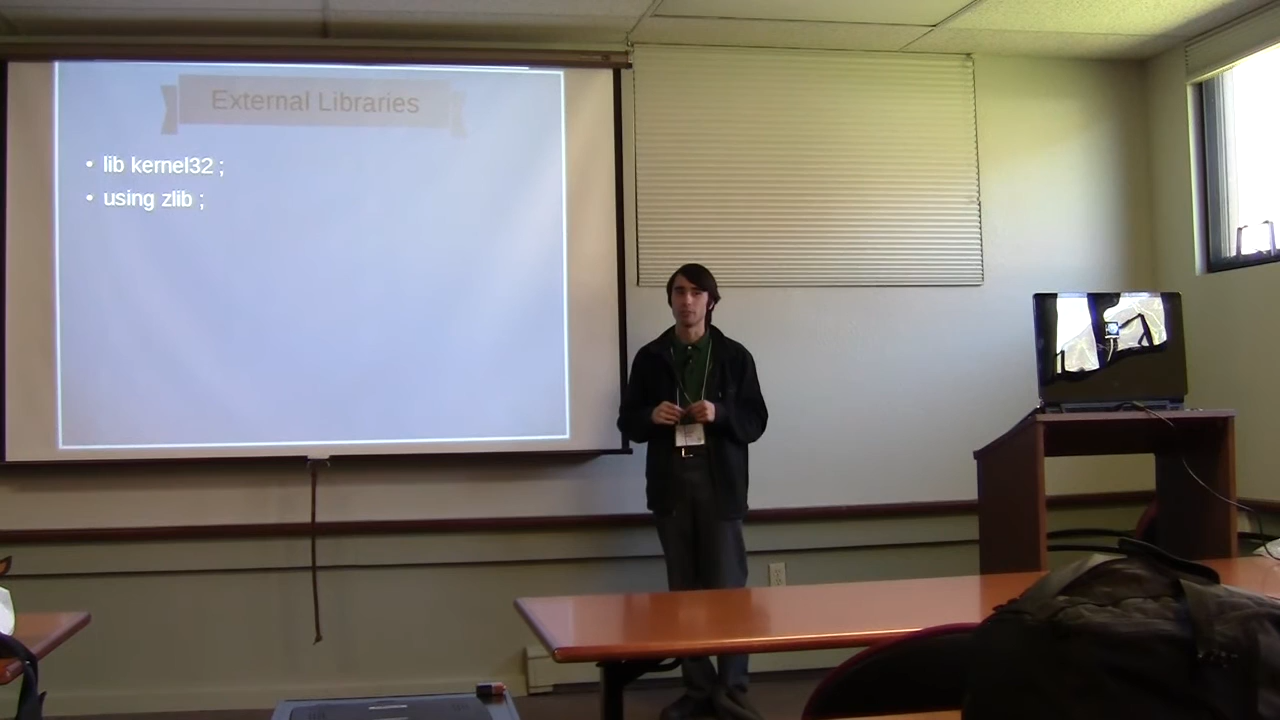 External Libraries
• lib kernel32 ;
• using zlib ;